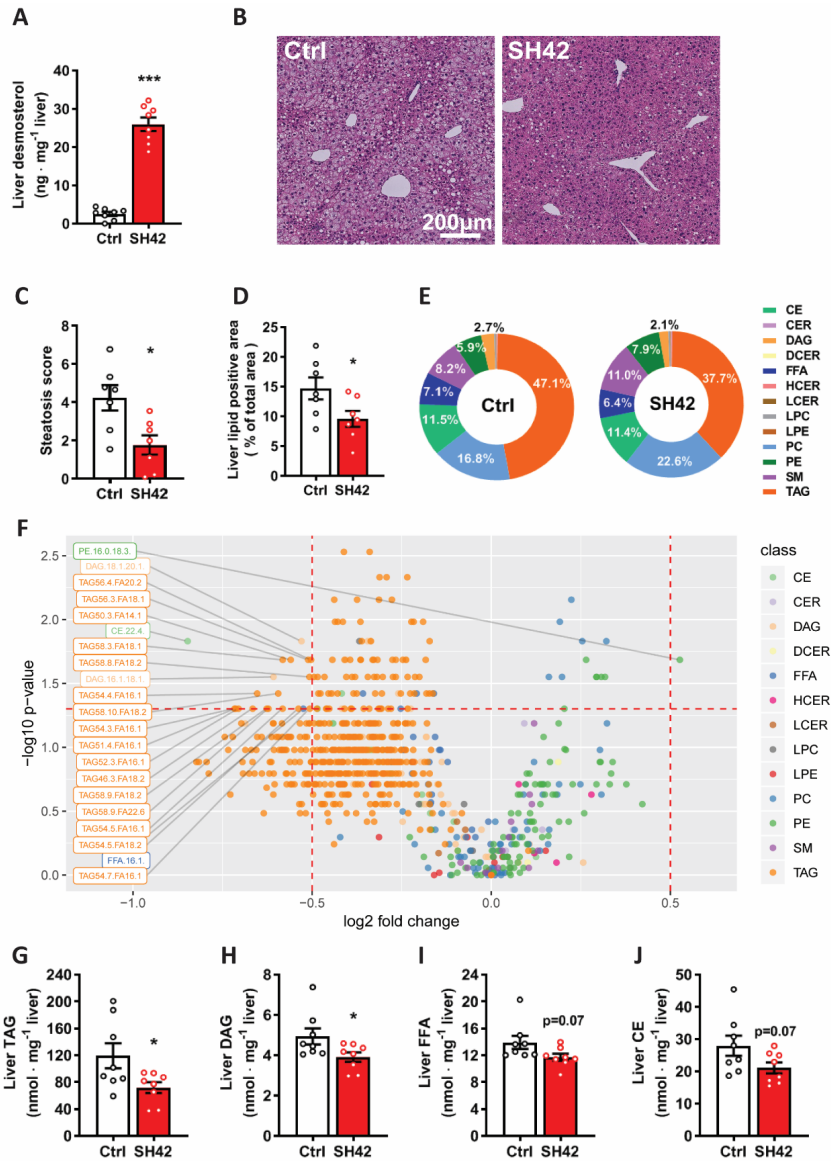 A
Liver desmosterol
(ng · mg-1 liver)
40
30
20
10
0
***
Ctrl SH42
B
Ctrl
200μm
SH42
C
Steatosis score
8
6
4
2
0
*
Ctrl SH42
D
Liver lipid positive area
( % of total area)
25
20
15
10
5
0
*
Ctrl SH42
E
2.7%
5.9%
8.2%
7.1%
11.5%
16.8%
47.1%
Ctrl
2.1%
7.9%
11.0%
6.4%
11.4%
22.6%
37.7%
SH42
CE
CER
DAG
DCER
FFA
HCER
LCER
LPC
LPE
PC
PE
SM
TAG
F
−log10 p−value
2.5
2.0
1.5
1.0
0.5
0.0
PE.16.0.18.3.
DAG.18.1.20.1.
TAG56.4.FA20.2
TAG56.3.FA18.1
TAG50.3.FA14.1
CE.22.4.
TAG58.3.FA18.1
TAG58.8.FA18.2
DAG.16.1.18.1.
TAG54.4.FA16.1
TAG58.10.FA18.2
TAG54.3.FA16.1
TAG51.4.FA16.1
TAG52.3.FA16.1
TAG46.3.FA18.2
TAG58.9.FA18.2
TAG58.9.FA22.6
TAG54.5.FA16.1
TAG54.5.FA18.2
FFA.16.1.
TAG54.7.FA16.1
−1.0 −0.5 0.0 0.5
log2 fold change
class
CE
CER
DAG
DCER
FFA
HCER
LCER
LPC
LPE
PC
PE
SM
TAG
G
Liver TAG
(nmol · mg-1 liver)
240
200
160
120
80
40
0
*
Ctrl SH42
H
Liver DAG
(nmol · mg-1 liver)
8
6
4
2
0
*
Ctrl SH42
I
Liver FFA
(nmol · mg-1 liver)
24
20
16
12
8
4
0
p=0.07
Ctrl SH42
J
Liver CE
(nmol · mg-1 liver)
50
40
30
20
10
0
p=0.07
Ctrl SH42